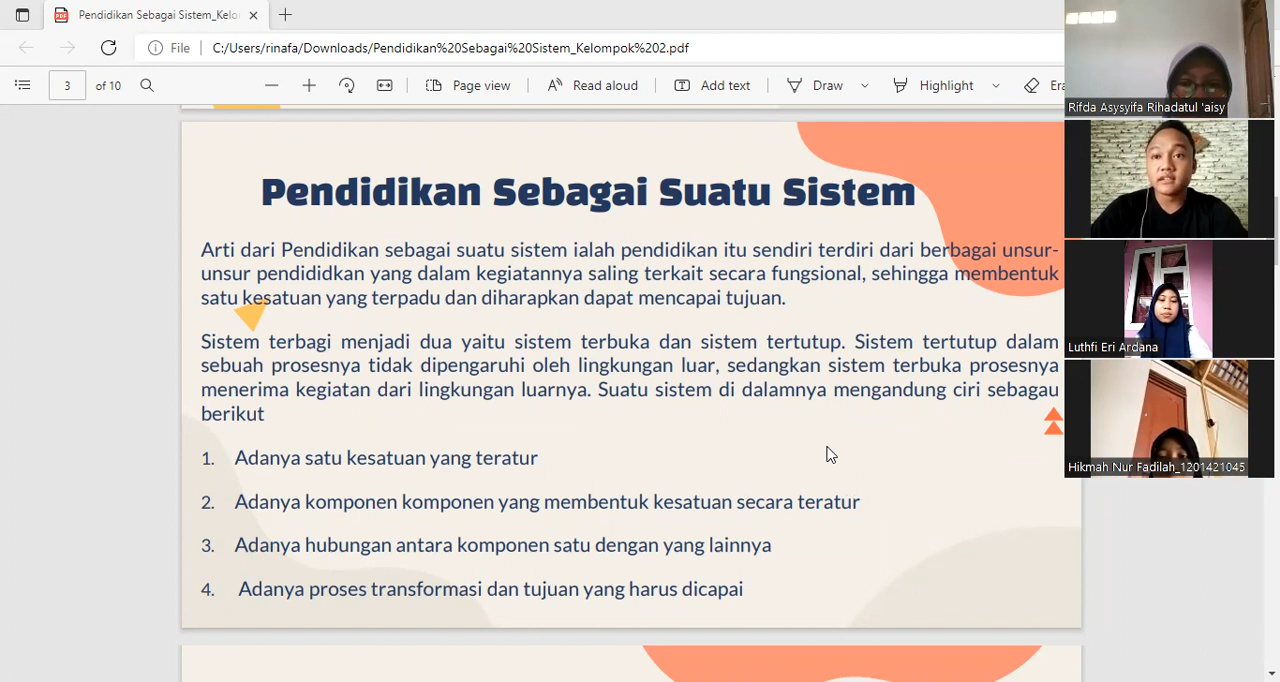 Pendidikan Sebagai Sistem_Kelo
File
C:/Users/rinafa/Downloads/Pendidikan%20Sebagai%20Sistem_Kelompok%202.pdf
3 of 10
Page view
Read aloud
Add text
Draw
Highlight
Era
Pendidikan Sebagai Suatu Sistem
Arti dari Pendidikan sebagai suatu sistem ialah pendidikan itu sendiri terdiri dari berbagai unsur-
unsur pendididkan yang dalam kegiatannya saling terkait secara fungsional, sehingga membentuk
satu kesatuan yang terpadu dan diharapkan dapat mencapai tujuan.
Sistem terbagi menjadi dua yaitu sistem terbuka dan sistem tertutup. Sistem tertutup dalam
sebuah prosesnya tidak dipengaruhi oleh lingkungan luar, sedangkan sistem terbuka prosesnya
menerima kegiatan dari lingkungan luarnya. Suatu sistem di dalamnya mengandung ciri sebagau
berikut
1. Adanya satu kesatuan yang teratur
2. Adanya komponen komponen yang membentuk kesatuan secara teratur
3. Adanya hubungan antara komponen satu dengan yang lainnya
4. Adanya proses transformasi dan tujuan yang harus dicapai
Rifda Asysyifa Rihadatul 'aisy
Luthfi Eri Ardana
Hikmah Nur Fadilah_1201421045